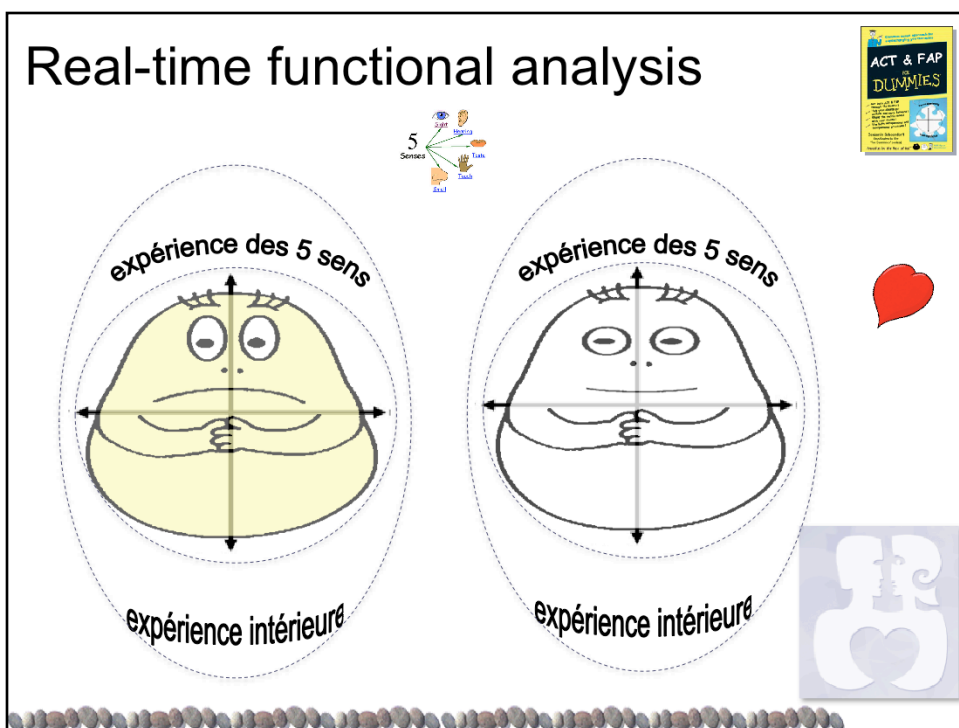 Real-time functional analysis
ACT & FAP
FOR
DUMMIES
5
Senses
Sight
Hearing
Taste
Touch
Smell
expérience des 5 sens
expérience des 5 sens
expérience intérieure
expérience intérieure